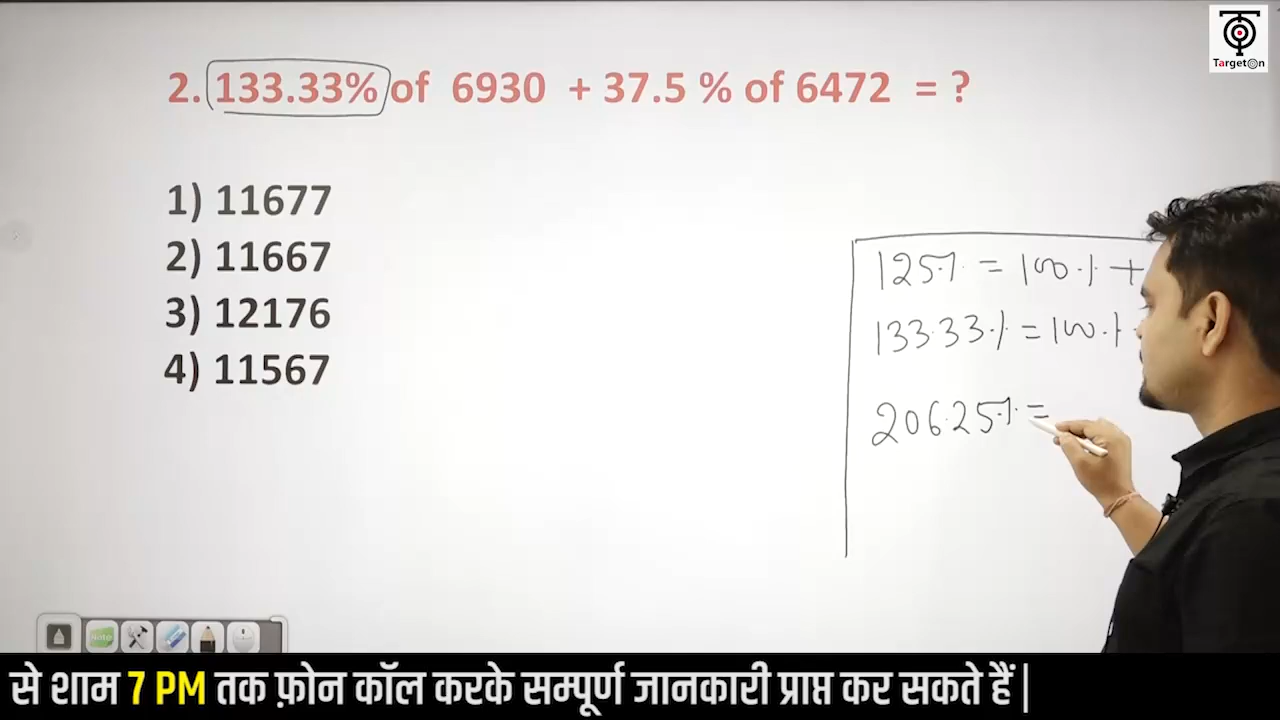 TargetOn
2. 133.33% of 6930 + 37.5 % of 6472 = ?
1) 11677
2) 11667
3) 12176
4) 11567
125% = 100% +
133.33% = 100%
206.25% =
Note
से शाम 7 PM तक फ़ोन कॉल करके सम्पूर्ण जानकारी प्राप्त कर सकते हैं |